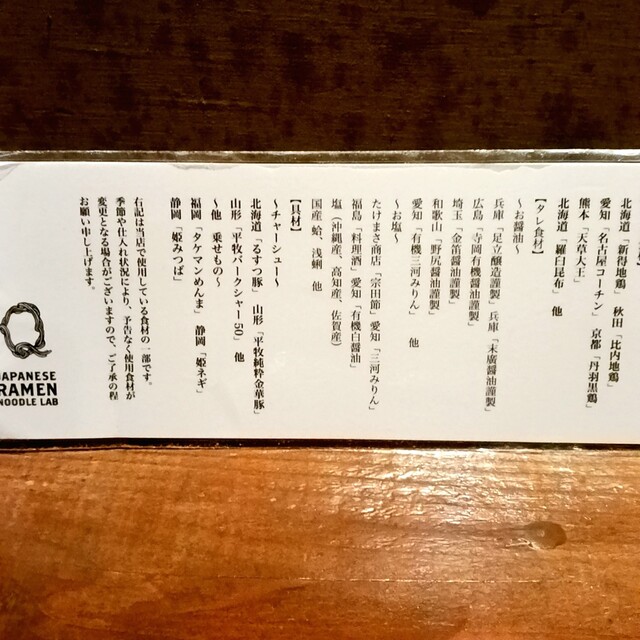 北海道「新得地鶏」 秋田「比内地鶏」
愛知「名古屋コーチン」 京都「丹羽黒鶏」
熊本「天草大王」
北海道「羅臼昆布」 他
【タレ食材】
〜お醤油〜
兵庫「足立醸造謹製」 兵庫「末廣醤油謹製」
広島「寺岡有機醤油謹製」
埼玉「金笛醤油謹製」
和歌山「野尻醤油謹製」
愛知「有機三河みりん」 他
〜お塩〜
たけまさ商店「宗田節」 愛知「三河みりん」
福島「料理酒」 愛知「有機白醤油」
塩(沖縄産、高知産、佐賀産)
国産 蛤、浅蜊 他
【具材】
〜チャーシュー〜
北海道「るすつ豚」 山形「平牧純粋金華豚」
山形「平牧バークシャー50」 他
〜他 乗せもの〜
福岡「タケマンめんま」 静岡「姫ネギ」
静岡「姫みつば」
右記は当店で使用している食材の一部です。
季節や仕入れ状況により、予告なく使用食材が
変更となる場合がございますので、ご了承の程
お願い申し上げます。
JAPANESE
RAMEN
NOODLE LAB